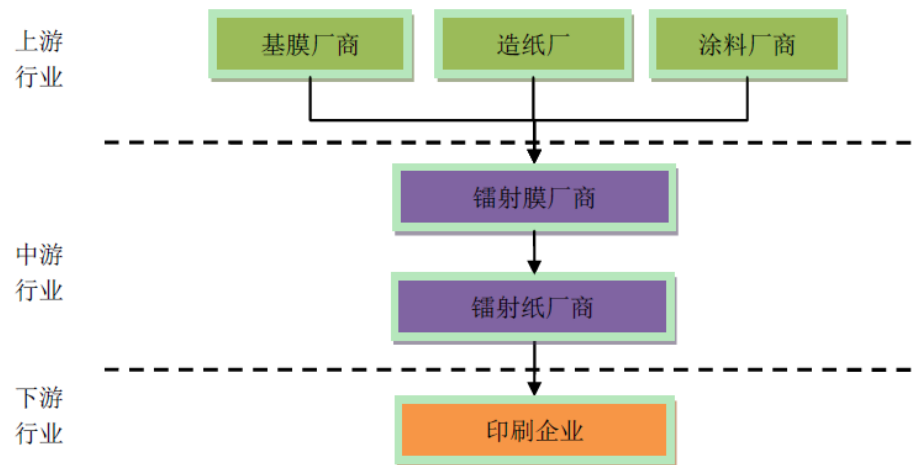 上游
行业
基膜厂商
造纸厂
涂料厂商
镭射膜厂商
中游
行业
镭射纸厂商
下游
行业
印刷企业